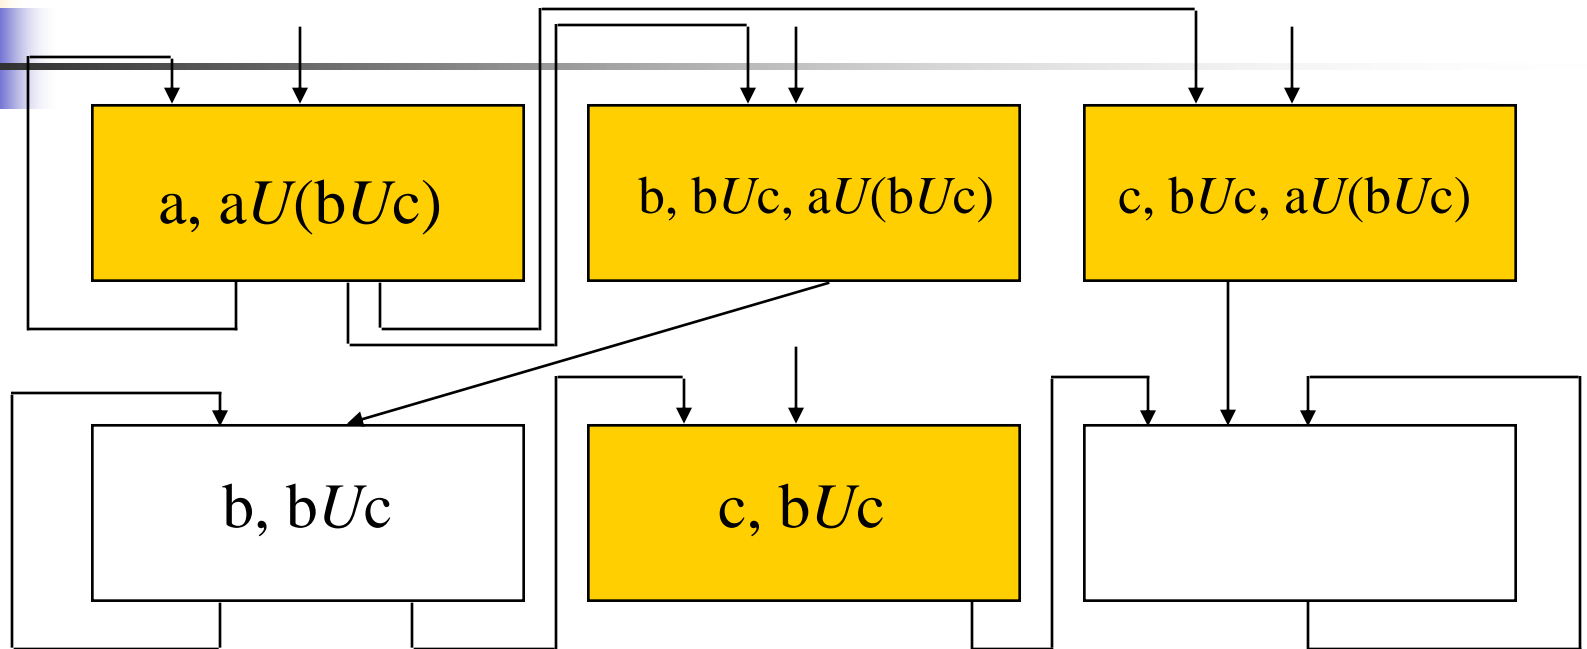 a, aU(bUc)
b, bUc, aU(bUc)
c, bUc, aU(bUc)
b, bUc
c, bUc